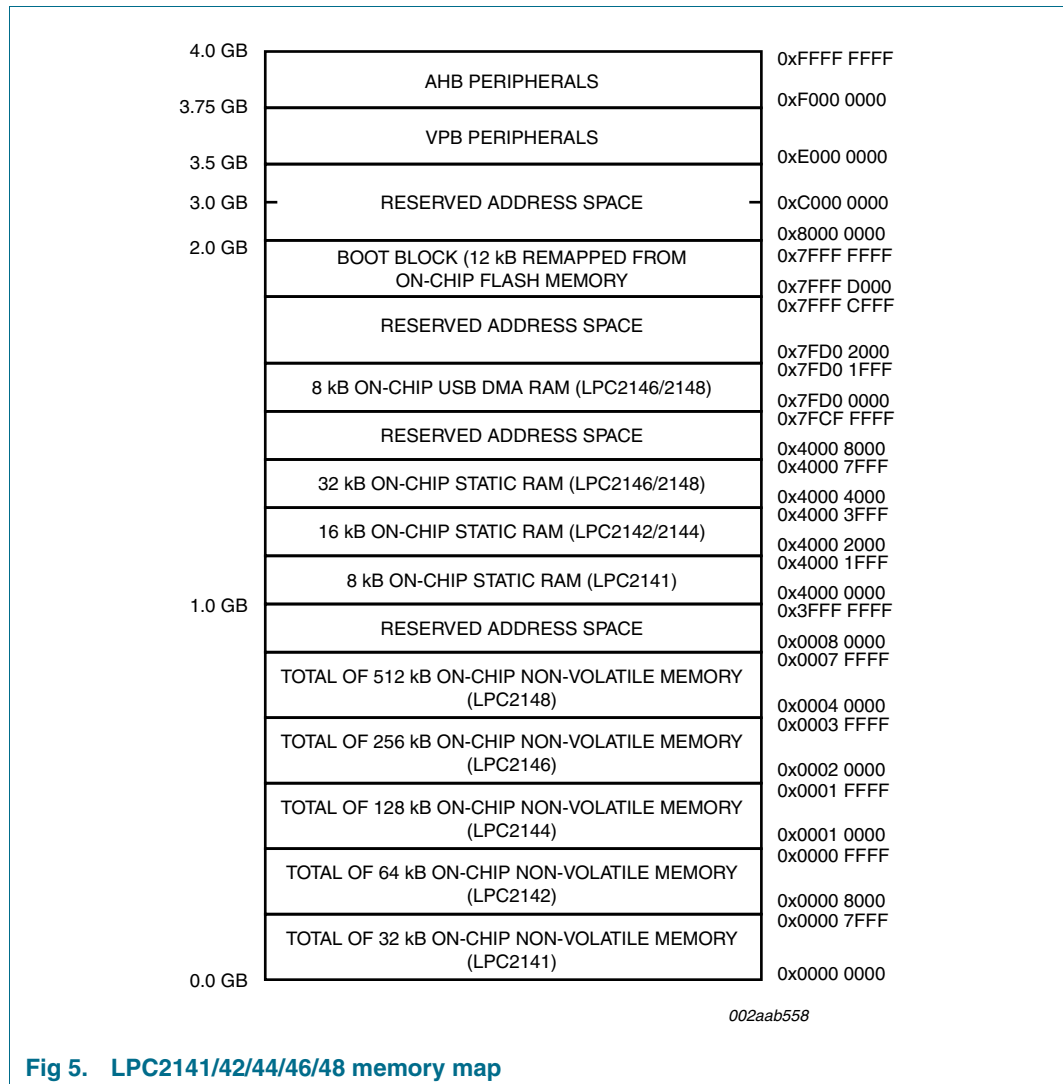 4.0 GB
0xFFFF FFFF
AHB PERIPHERALS
3.75 GB
0xF000 0000
VPB PERIPHERALS
3.5 GB
0xE000 0000
3.0 GB
RESERVED ADDRESS SPACE
0xC000 0000
2.0 GB
0x8000 0000
0x7FFF FFFF
BOOT BLOCK (12 kB REMAPPED FROM
ON-CHIP FLASH MEMORY
0x7FFF D000
0x7FFF CFFF
RESERVED ADDRESS SPACE
0x7FD0 2000
0x7FD0 1FFF
8 kB ON-CHIP USB DMA RAM (LPC2146/2148)
0x7FD0 0000
0x7FCF FFFF
RESERVED ADDRESS SPACE
0x4000 8000
0x4000 7FFF
32 kB ON-CHIP STATIC RAM (LPC2146/2148)
0x4000 4000
0x4000 3FFF
16 kB ON-CHIP STATIC RAM (LPC2142/2144)
0x4000 2000
0x4000 1FFF
8 kB ON-CHIP STATIC RAM (LPC2141)
0x4000 0000
1.0 GB
0x3FFF FFFF
RESERVED ADDRESS SPACE
0x0008 0000
0x0007 FFFF
TOTAL OF 512 kB ON-CHIP NON-VOLATILE MEMORY
(LPC2148)
0x0004 0000
0x0003 FFFF
TOTAL OF 256 kB ON-CHIP NON-VOLATILE MEMORY
(LPC2146)
0x0002 0000
0x0001 FFFF
TOTAL OF 128 kB ON-CHIP NON-VOLATILE MEMORY
(LPC2144)
0x0001 0000
0x0000 FFFF
TOTAL OF 64 kB ON-CHIP NON-VOLATILE MEMORY
(LPC2142)
0x0000 8000
0x0000 7FFF
TOTAL OF 32 kB ON-CHIP NON-VOLATILE MEMORY
(LPC2141)
0.0 GB
0x0000 0000
002aab558
Fig 5. LPC2141/42/44/46/48 memory map